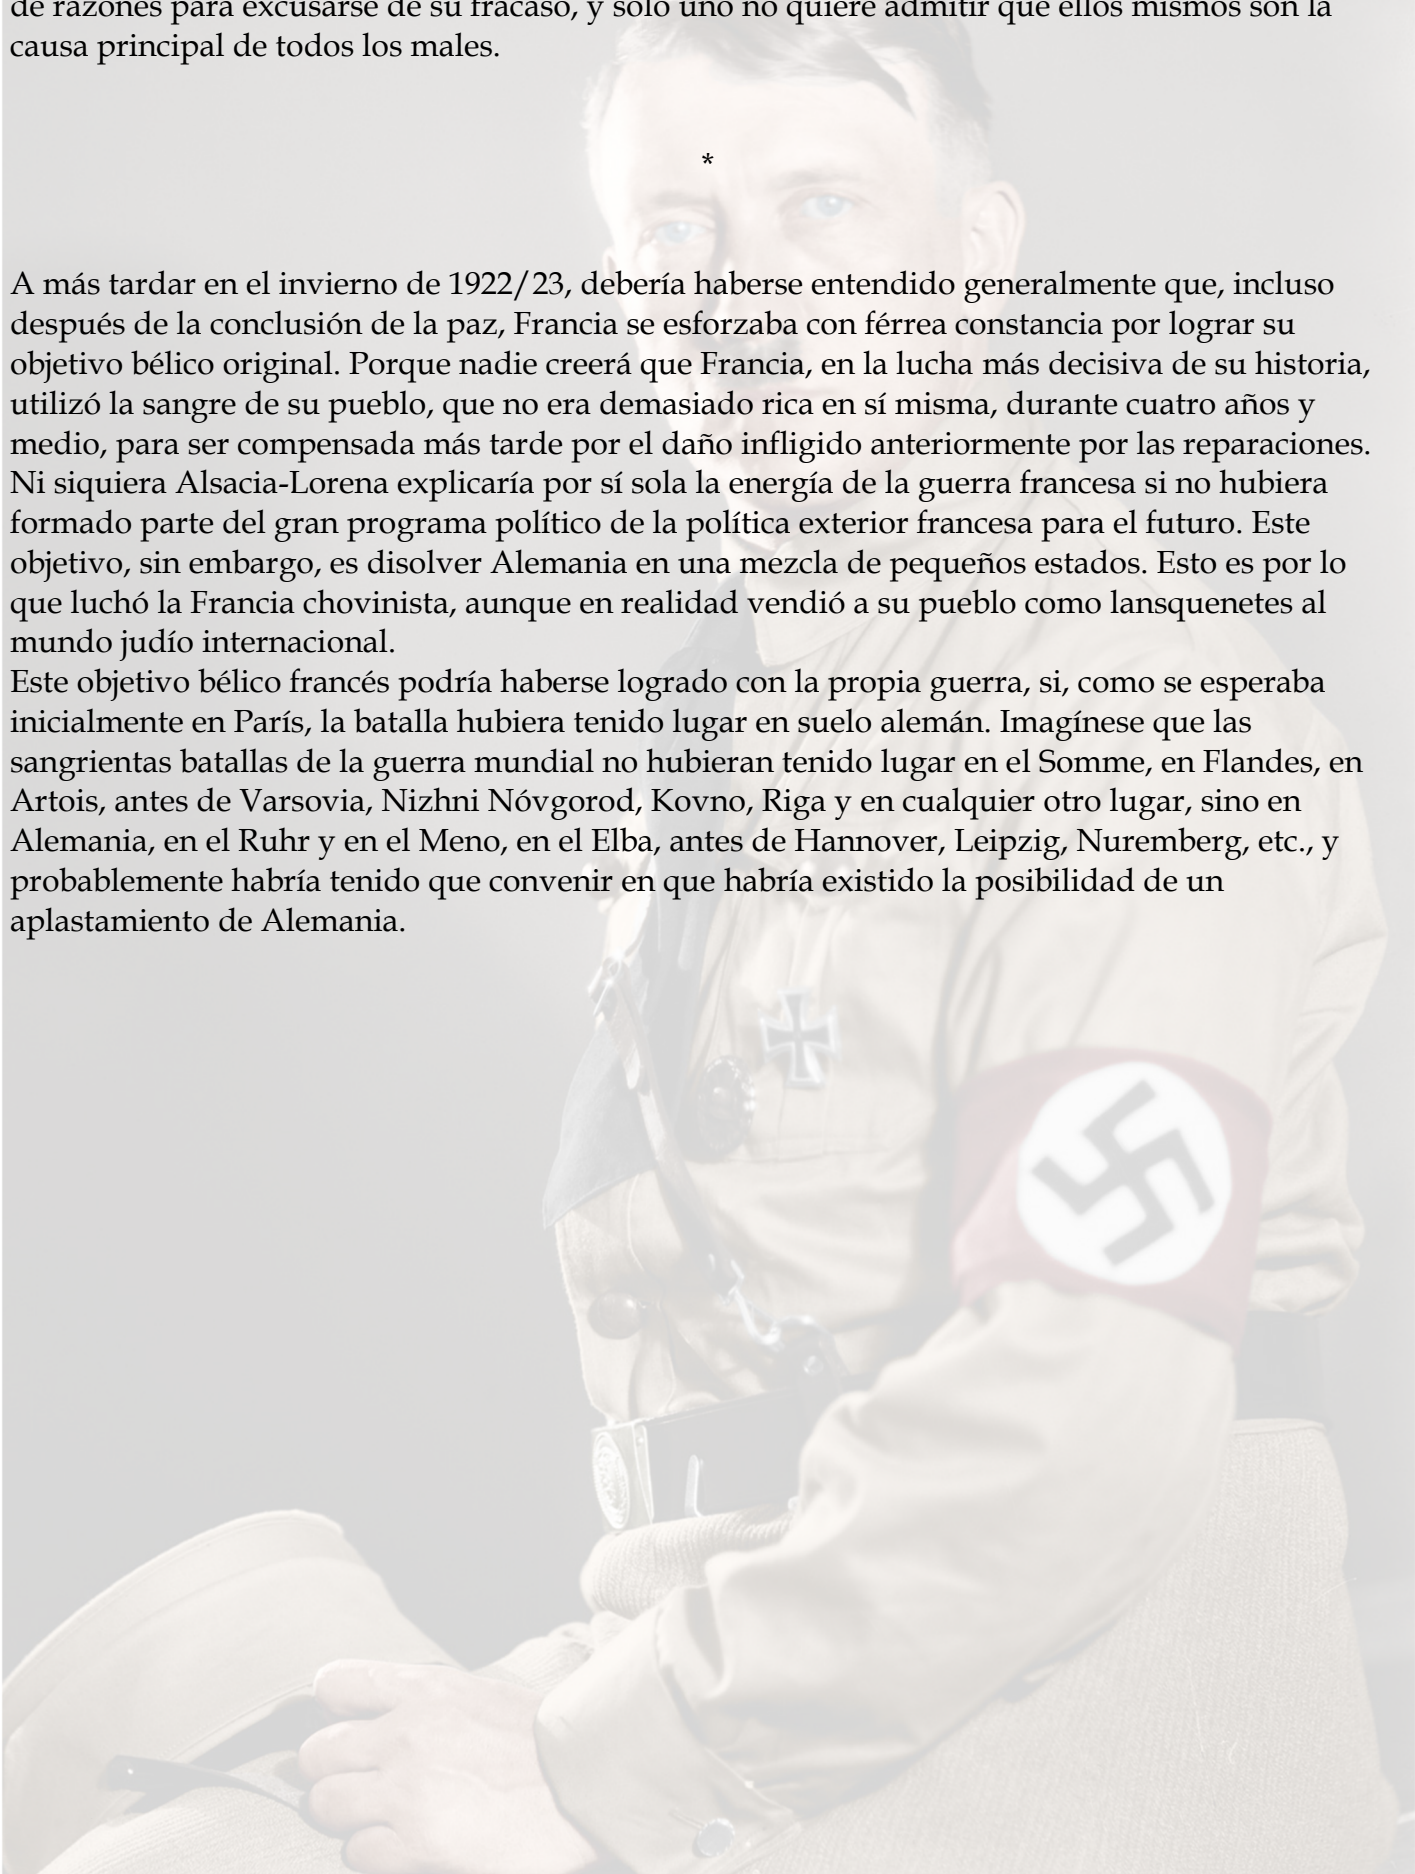 de razones para excusarse de su fracaso, y sólo uno no quiere admitir que ellos mismos son la
causa principal de todos los males.
*
A más tardar en el invierno de 1922/23, debería haberse entendido generalmente que, incluso
después de la conclusión de la paz, Francia se esforzaba con férrea constancia por lograr su
objetivo bélico original. Porque nadie creerá que Francia, en la lucha más decisiva de su historia,
utilizó la sangre de su pueblo, que no era demasiado rica en sí misma, durante cuatro años y
medio, para ser compensada más tarde por el daño infligido anteriormente por las reparaciones.
Ni siquiera Alsacia-Lorena explicaría por sí sola la energía de la guerra francesa si no hubiera
formado parte del gran programa político de la política exterior francesa para el futuro. Este
objetivo, sin embargo, es disolver Alemania en una mezcla de pequeños estados. Esto es por lo
que luchó la Francia chovinista, aunque en realidad vendió a su pueblo como lansquenetes al
mundo judío internacional.
Este objetivo bélico francés podría haberse logrado con la propia guerra, si, como se esperaba
inicialmente en París, la batalla hubiera tenido lugar en suelo alemán. Imagínese que las
sangrientas batallas de la guerra mundial no hubieran tenido lugar en el Somme, en Flandes, en
Artois, antes de Varsovia, Nizhni Nóvgorod, Kovno, Riga y en cualquier otro lugar, sino en
Alemania, en el Ruhr y en el Meno, en el Elba, antes de Hannover, Leipzig, Nuremberg, etc., y
probablemente habría tenido que convenir en que habría existido la posibilidad de un
aplastamiento de Alemania.